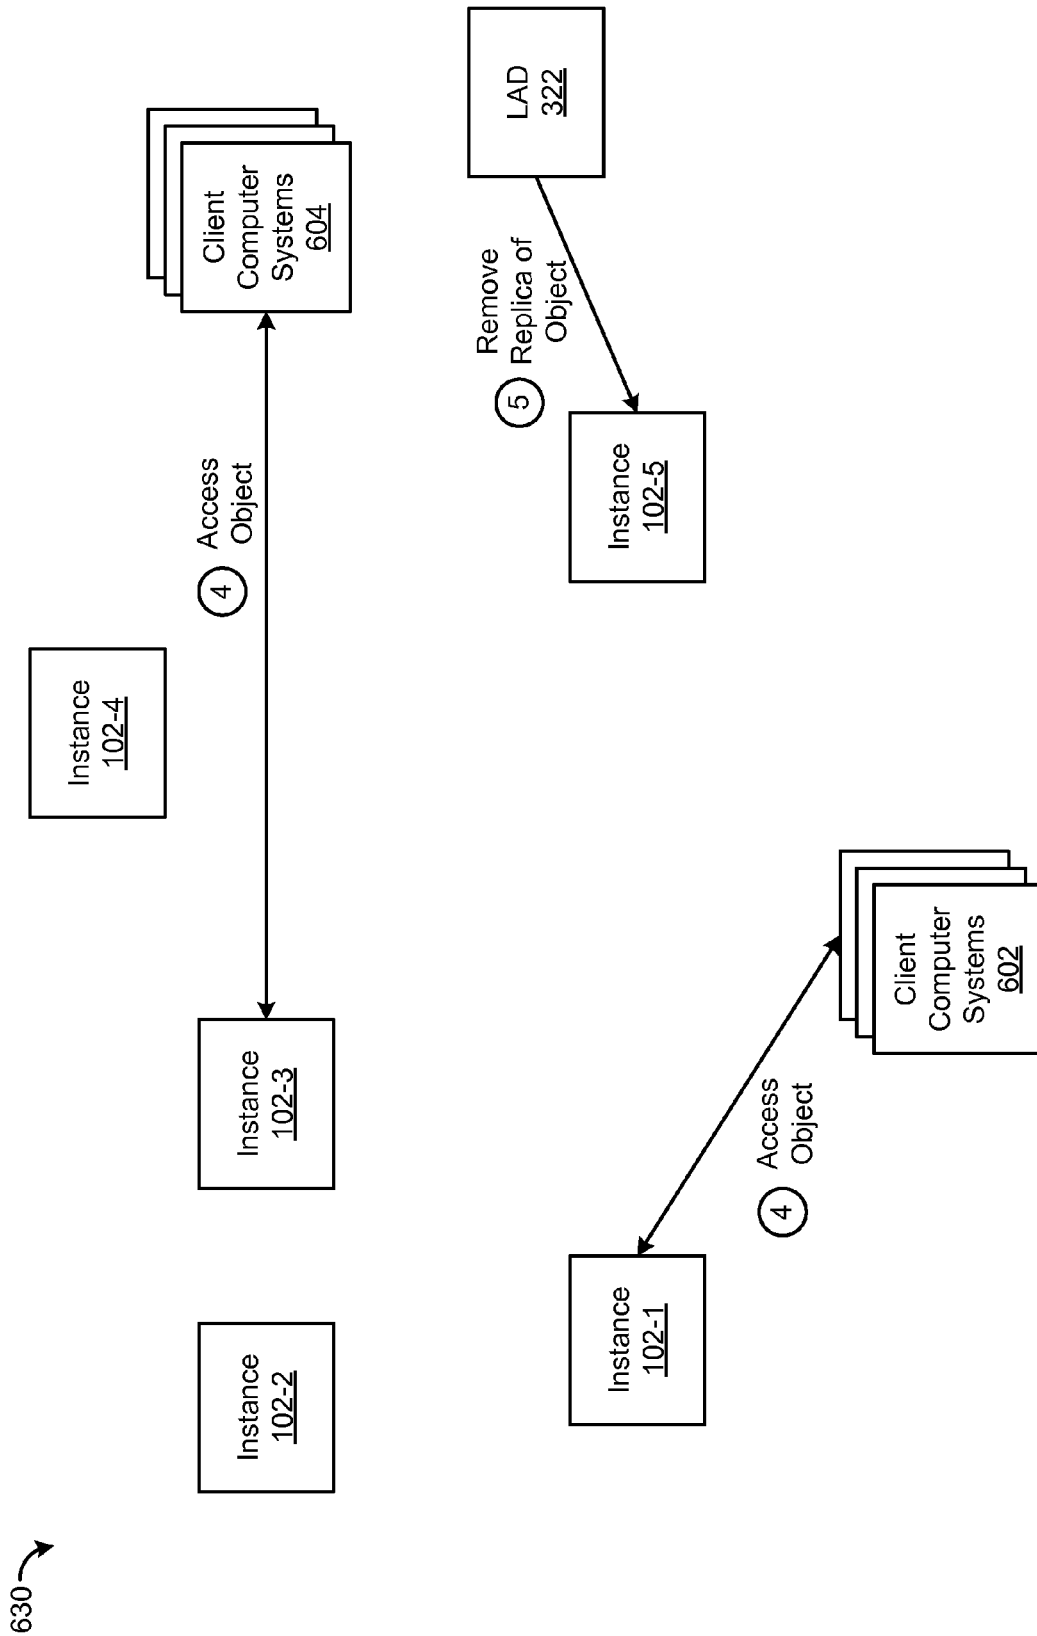 630
Instance
102-2
Instance
102-3
Instance
102-4
4
Access
Object
Client
Computer
Systems
604
Instance
102-1
4
Access
Object
Client
Computer
Systems
602
Instance
102-5
5
Remove
Replica of
Object
LAD
322